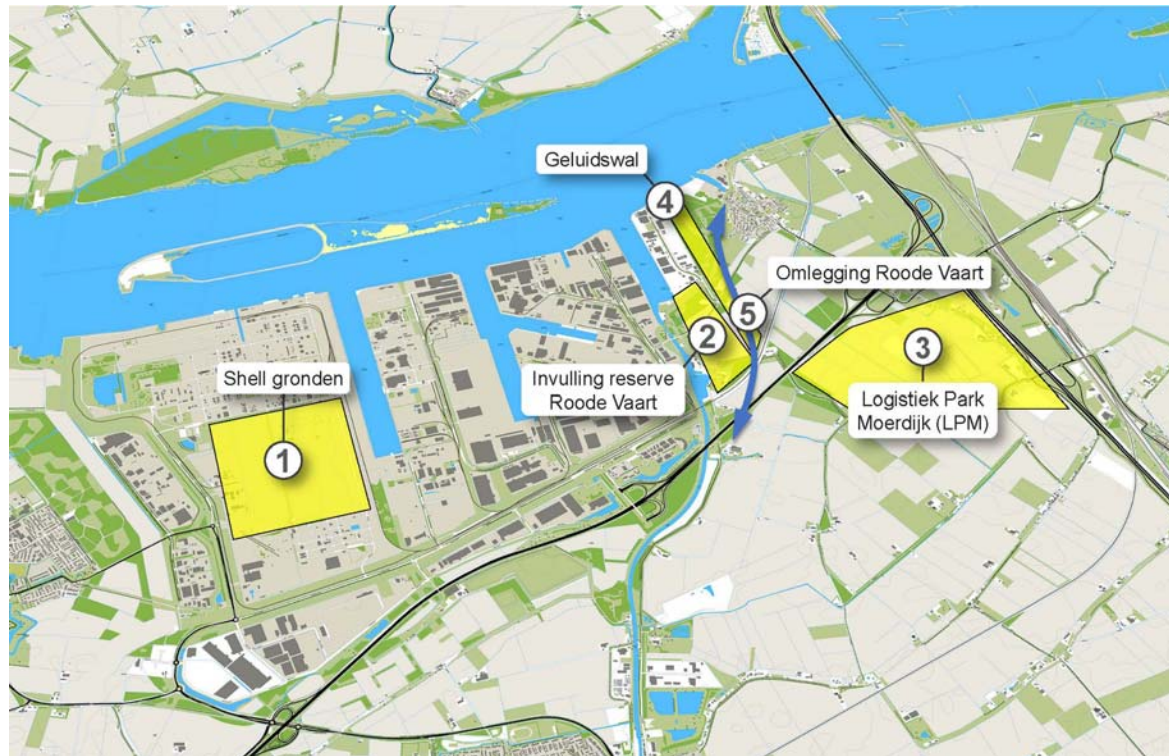 Geluidswal
4
Omlegging Roode Vaart
5
2
3
Shell gronden
Invulling reserve
Roode Vaart
Logistiek Park
Moerdijk (LPM)
1